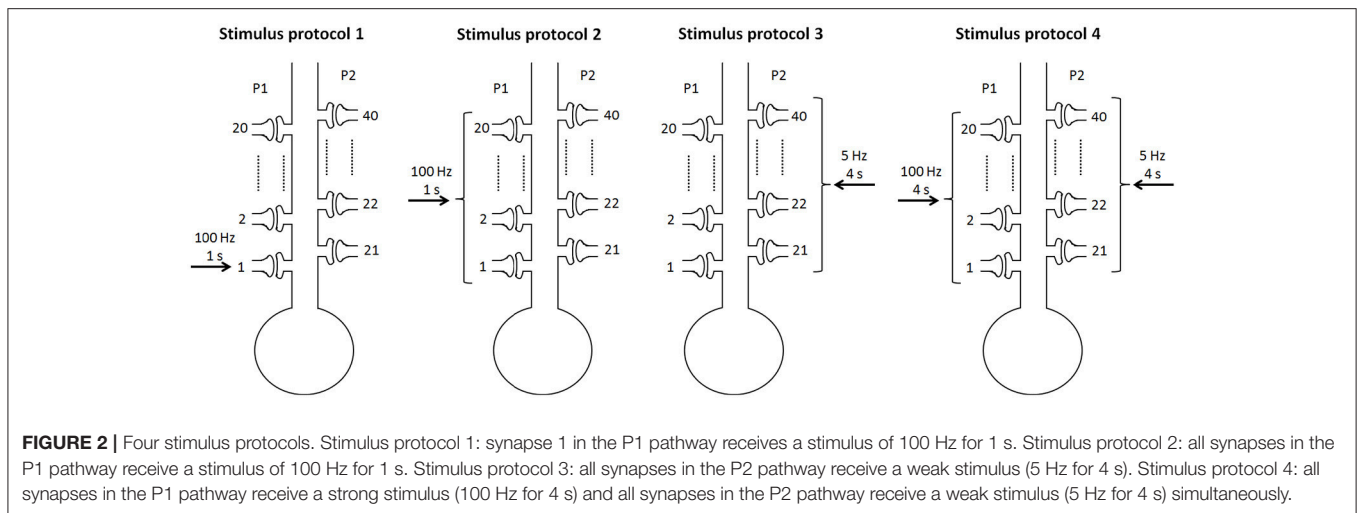 Stimulus protocol 1
P1
P2
20
40
2
22
100 Hz
1 s
1
21
Stimulus protocol 2
P1
P2
20
40
100 Hz
1 s
2
22
1
21
Stimulus protocol 3
P1
P2
20
40
5 Hz
4 s
2
22
1
21
Stimulus protocol 4
P1
P2
20
40
100 Hz
4 s
5 Hz
4 s
2
22
1
21
FIGURE 2 | Four stimulus protocols. Stimulus protocol 1: synapse 1 in the P1 pathway receives a stimulus of 100 Hz for 1 s. Stimulus protocol 2: all synapses in the
P1 pathway receive a stimulus of 100 Hz for 1 s. Stimulus protocol 3: all synapses in the P2 pathway receive a weak stimulus (5 Hz for 4 s). Stimulus protocol 4: all
synapses in the P1 pathway receive a strong stimulus (100 Hz for 4 s) and all synapses in the P2 pathway receive a weak stimulus (5 Hz for 4 s) simultaneously.